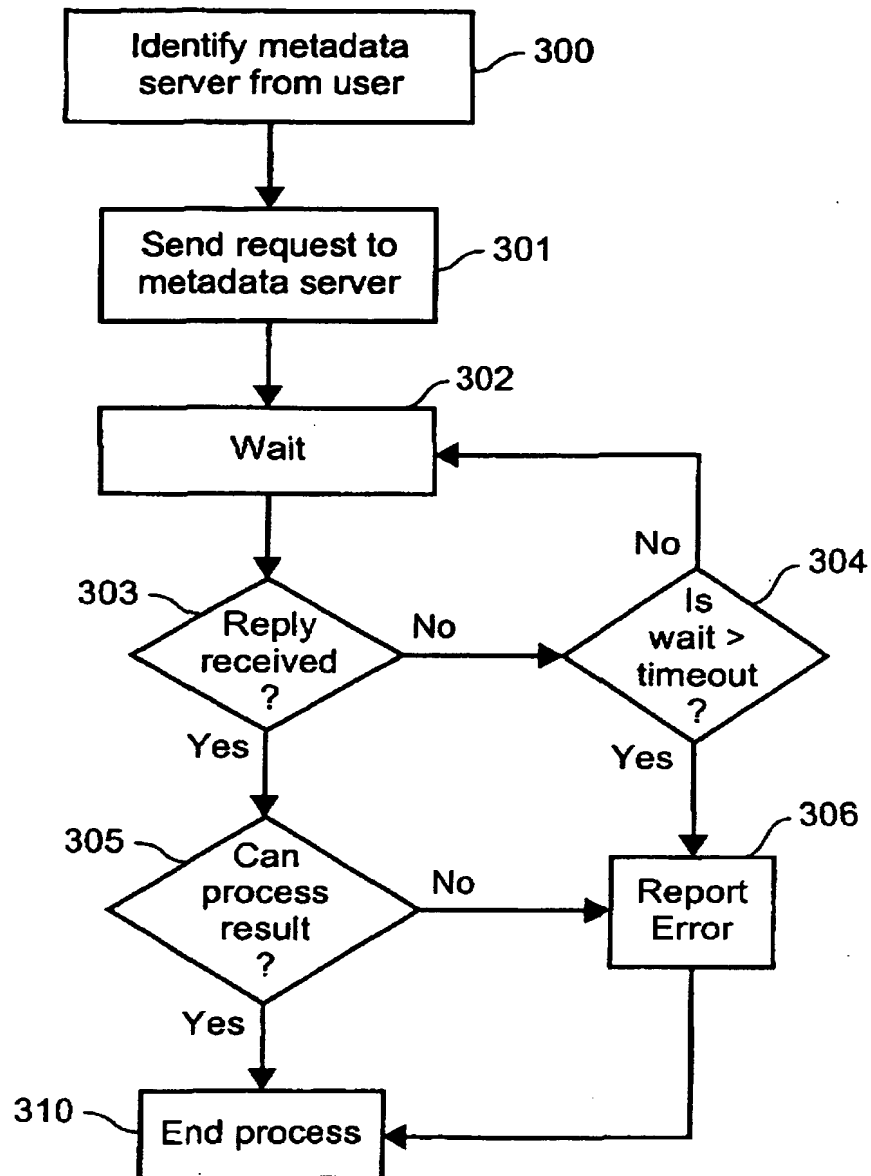 Identify metadata
server from user
300
Send request to
metadata server
301
302
Wait
No
304
303
Reply
received
?
No
Is
wait >
timeout
?
Yes
Yes
306
305
Can
process
result
?
No
Report
Error
Yes
310
End process